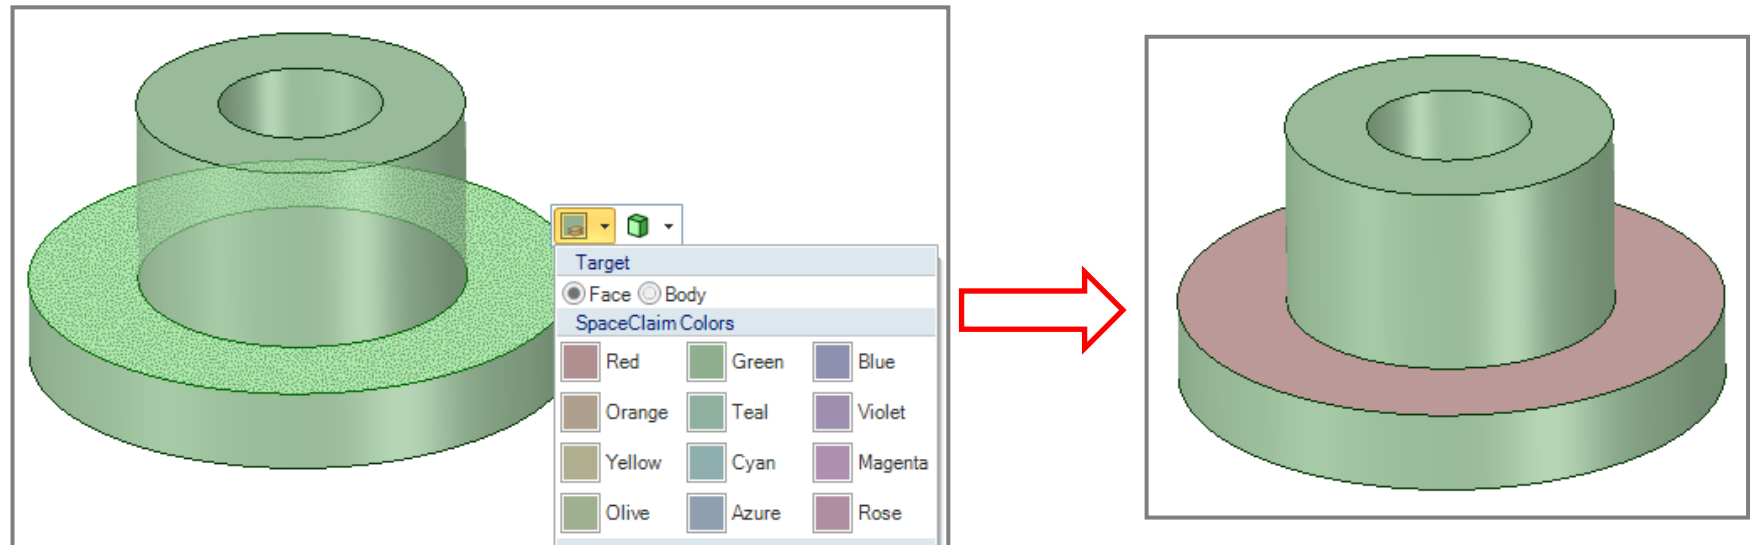 Target
Face Body
SpaceClaim Colors
Red Green Blue
Orange Teal Violet
Yellow Cyan Magenta
Olive Azure Rose